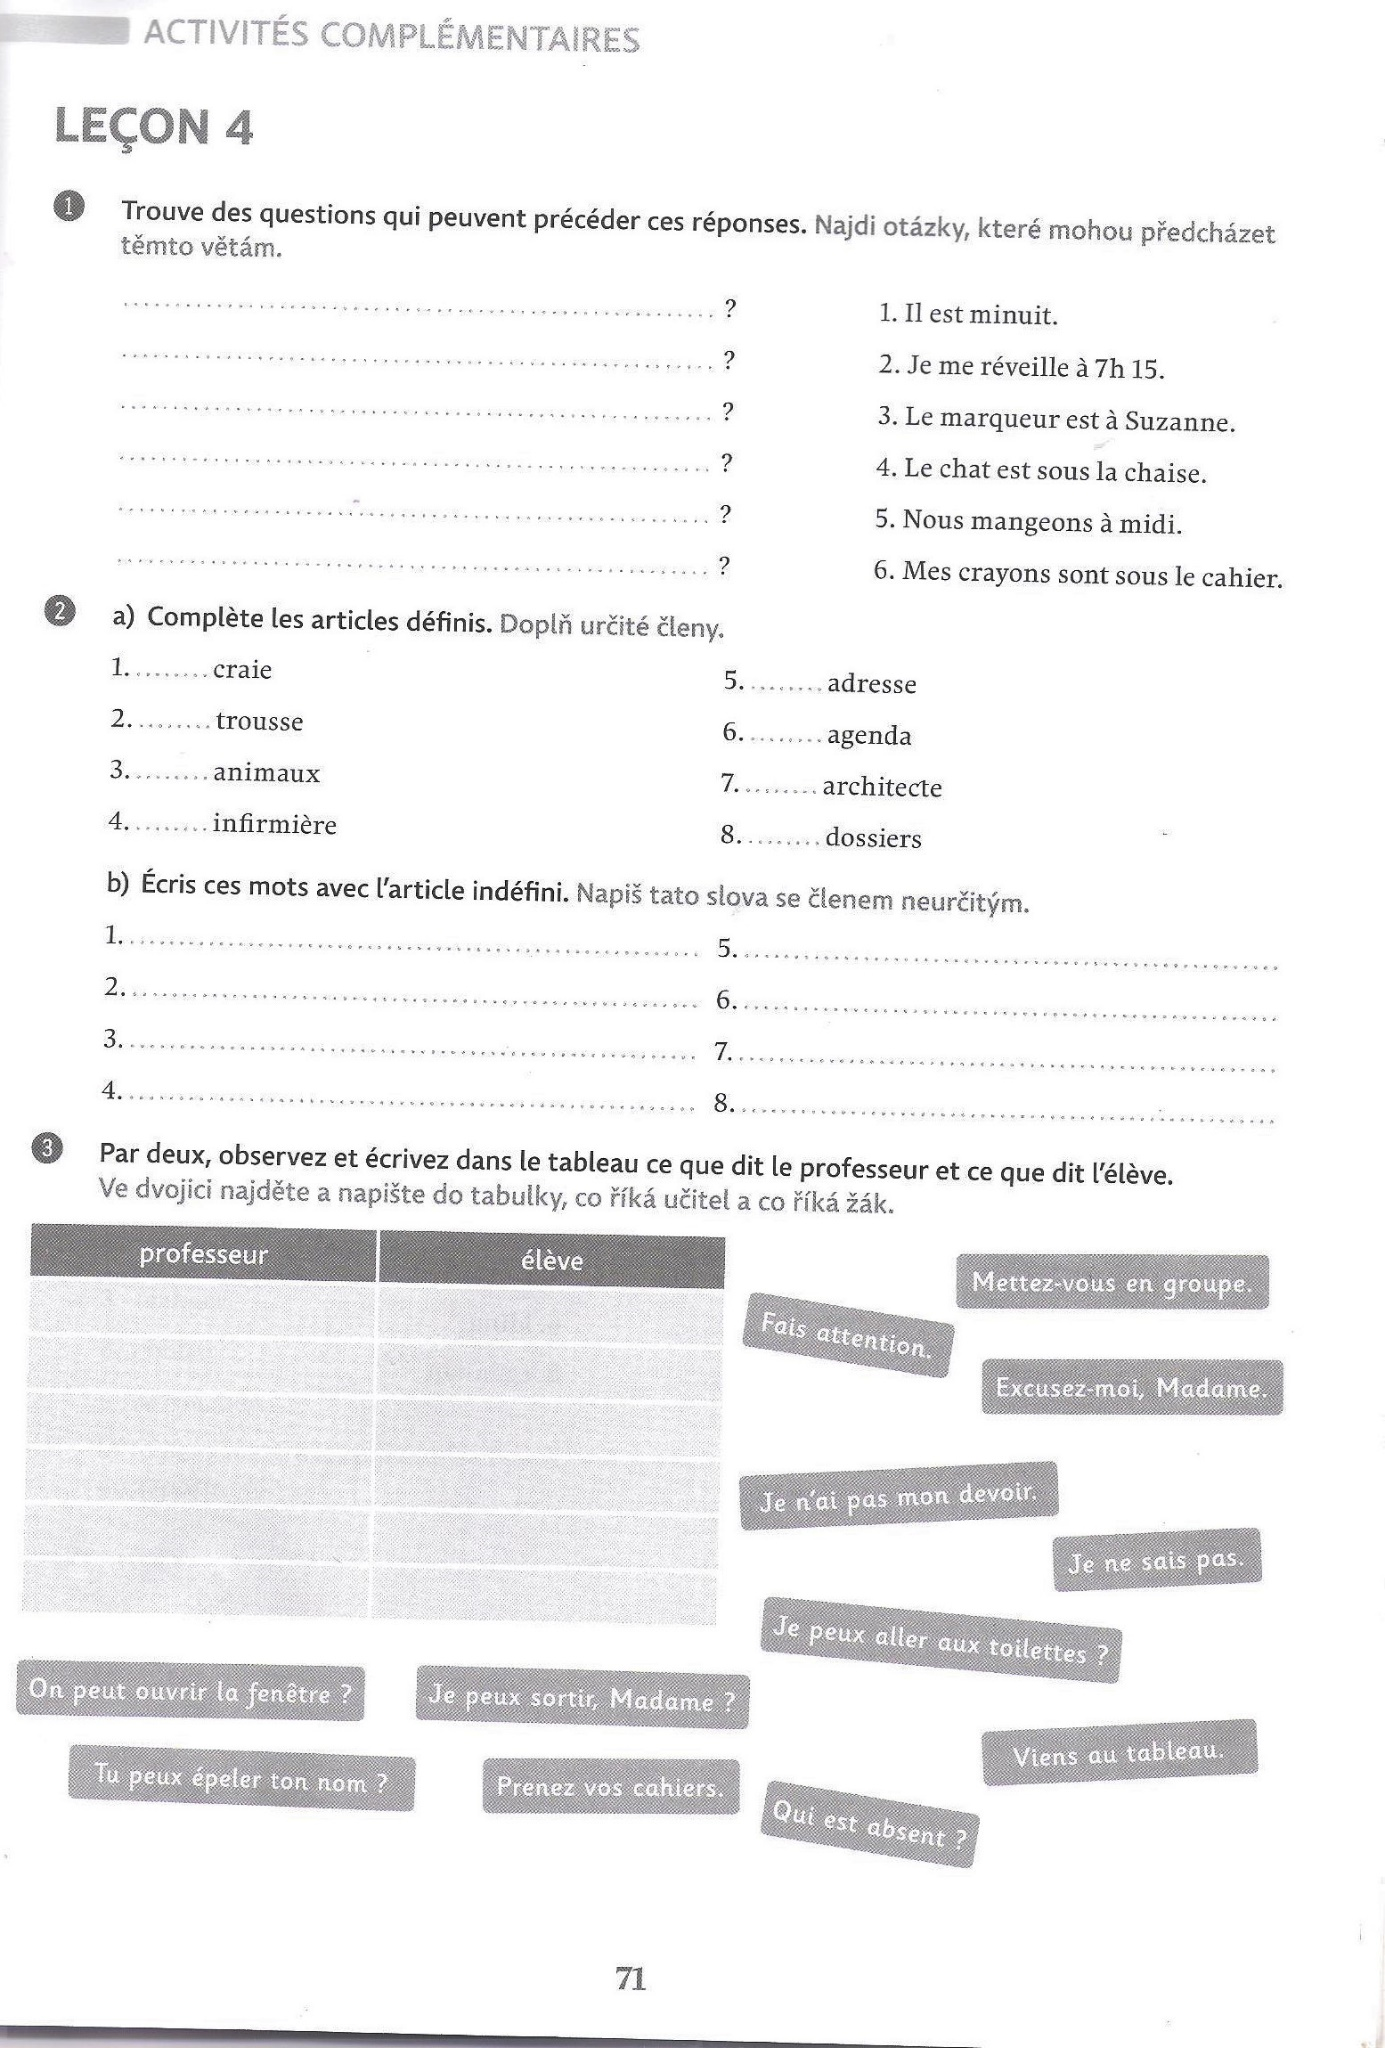 ACTIVITÉS COMPLÉMENTAIRES
LEÇON 4
1 Trouve des questions qui peuvent précéder ces réponses. Najdi otázky, které mohou předcházet
těmto větám.
........................................................ ? 1. Il est minuit.
........................................................ ? 2. Je me réveille à 7h 15.
........................................................ ? 3. Le marqueur est à Suzanne.
........................................................ ? 4. Le chat est sous la chaise.
........................................................ ? 5. Nous mangeons à midi.
........................................................ ? 6. Mes crayons sont sous le cahier.
2 a) Complète les articles définis. Doplň určité členy.
1. ........ craie
5. ........ adresse
2. ........ trousse
6. ........ agenda
3. ........ animaux
7. ........ architecte
4. ........ infirmière
8. ........ dossiers
b) Écris ces mots avec l'article indéfini. Napiš tato slova se členem neurčitým.
1. ........................................................ 5. ........................................................
2. ........................................................ 6. ........................................................
3. ........................................................ 7. ........................................................
4. ........................................................ 8. ........................................................
3 Par deux, observez et écrivez dans le tableau ce que dit le professeur et ce que dit l'élève.
Ve dvojici najděte a napište do tabulky, co říká učitel a co říká žák.
professeur élève
Mettez-vous en groupe.
Fais attention.
Excusez-moi, Madame.
Je n'ai pas mon devoir.
Je ne sais pas.
Je peux aller aux toilettes ?
On peut ouvrir la fenêtre ?
Je peux sortir, Madame ?
Viens au tableau.
Tu peux épeler ton nom ?
Prenez vos cahiers.
Qui est absent ?
71